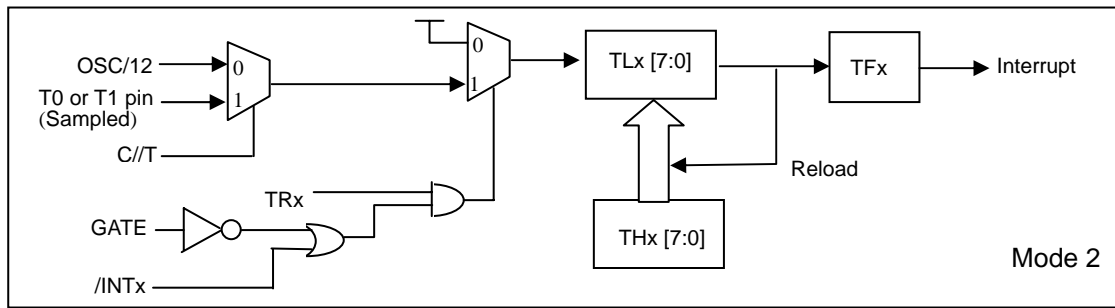 OSC/12
T0 or T1 pin
(Sampled)
C//T
0
1
0
1
TRx
GATE
/INTx
TLx [7:0]
THx [7:0]
Reload
TFx
Interrupt
Mode 2